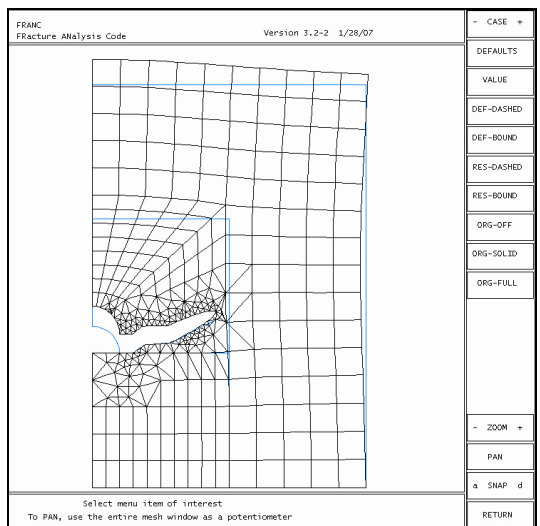 FRANC
FRacture ANalysis Code
Version 3.2-2 1/28/07
- CASE +
DEFAULTS
VALUE
DEF-DASHED
DEF-BOUND
RES-DASHED
RES-BOUND
ORG-OFF
ORG-SOLID
ORG-FULL
- ZOOM +
PAN
a SNAP d
RETURN
Select menu item of interest
To PAN, use the entire mesh window as a potentiometer